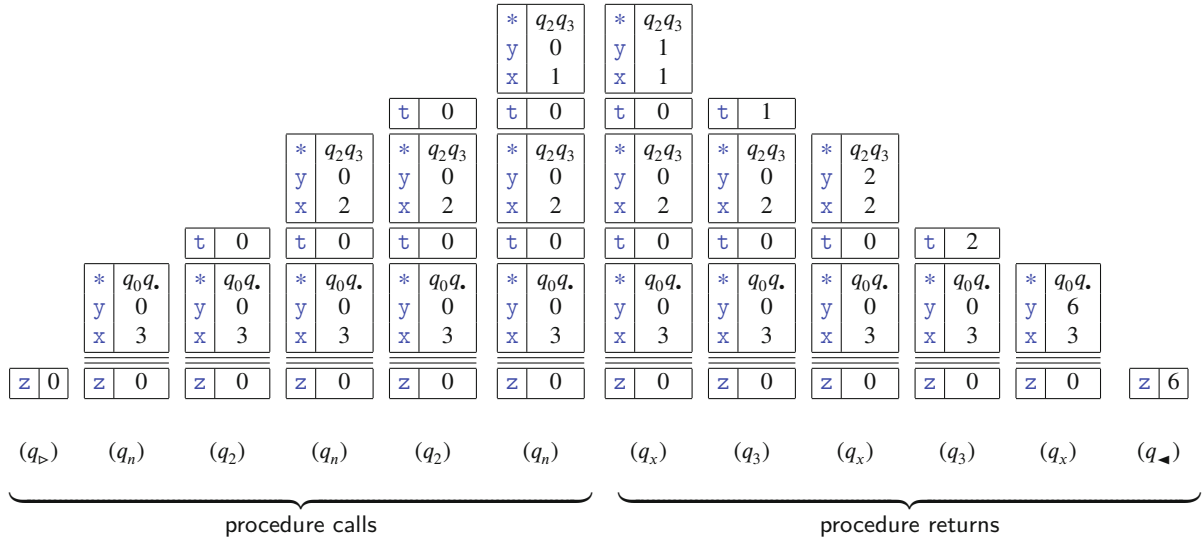 * q₂q₃ * q₂q₃
y 0 y 1
x 1 x 1
t 0 t 0 t 0 t 1
* q₂q₃ * q₂q₃ * q₂q₃ * q₂q₃ * q₂q₃ * q₂q₃
y 0 y 0 y 0 y 0 y 0 y 2
x 2 x 2 x 2 x 2 x 2 x 2
t 0 t 0 t 0 t 0 t 0 t 0 t 0 t 2
* q₀q• * q₀q• * q₀q• * q₀q• * q₀q• * q₀q• * q₀q• * q₀q• * q₀q• * q₀q•
y 0 y 0 y 0 y 0 y 0 y 0 y 0 y 0 y 0 y 6
x 3 x 3 x 3 x 3 x 3 x 3 x 3 x 3 x 3 x 3
z 0 z 0 z 0 z 0 z 0 z 0 z 0 z 0 z 0 z 0 z 0 z 6
(q▹) (qₙ) (q₂) (qₙ) (q₂) (qₙ) (qₓ) (q₃) (qₓ) (q₃) (qₓ) (q◂)
procedure calls procedure returns